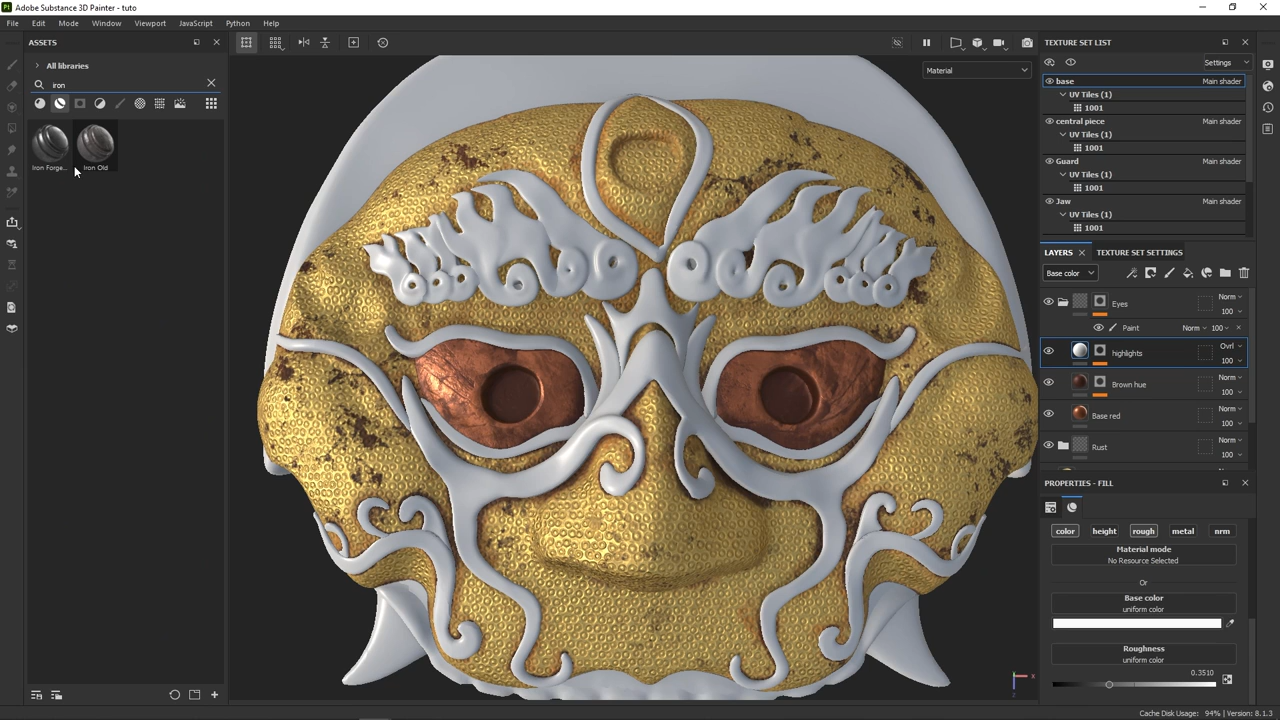 Adobe Substance 3D Painter - tuto
File Edit Mode Window Viewport JavaScript Python Help
ASSETS
All libraries
iron
Iron Forge...
Iron Old
Material
TEXTURE SET LIST
Settings
base Main shader
UV Tiles (1)
1001
central piece Main shader
UV Tiles (1)
1001
Guard Main shader
UV Tiles (1)
1001
Jaw Main shader
UV Tiles (1)
1001
LAYERS TEXTURE SET SETTINGS
Base color
Eyes Norm
100
Paint Norm 100
highlights Ovrl
100
Brown hue Norm
100
Base red Norm
100
Rust Norm
100
PROPERTIES - FILL
color height rough metal nrm
Material mode
No Resource Selected
Or
Base color
uniform color
Roughness
uniform color
0.3510
Cache Disk Usage: 94% | Version: 8.1.3